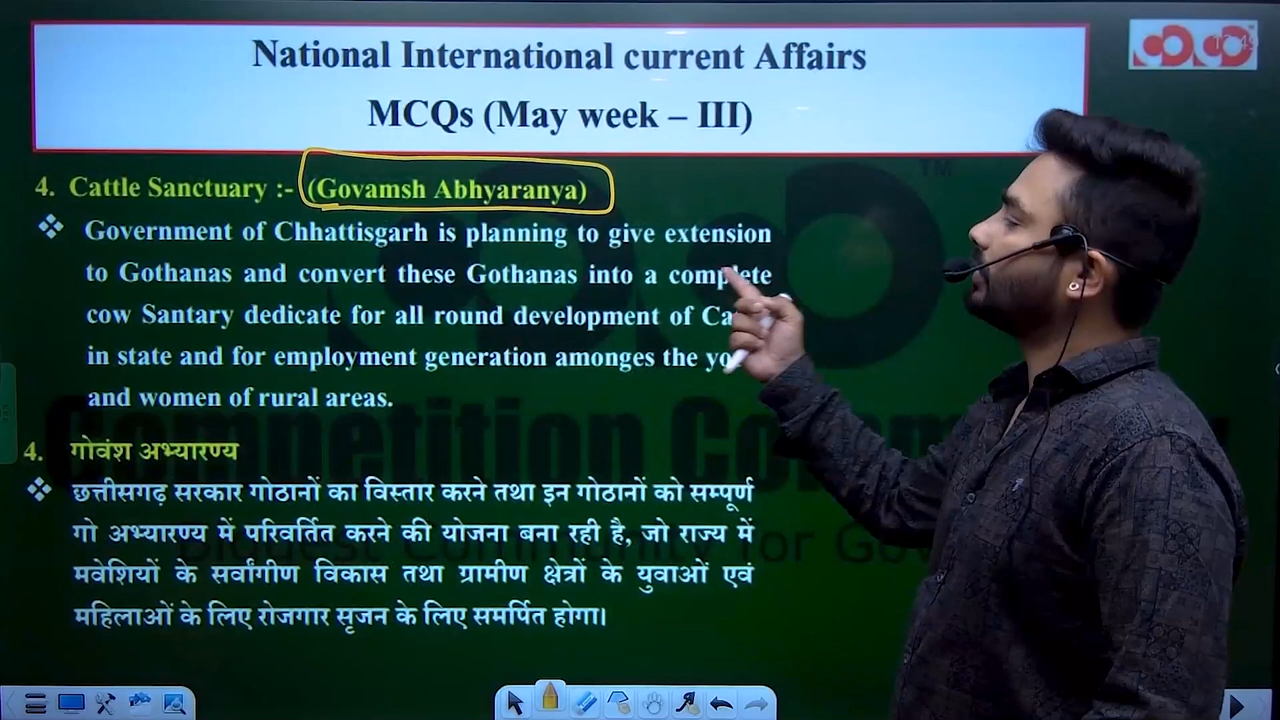 National International current Affairs
MCQs (May week – III)
4. Cattle Sanctuary :- (Govamsh Abhyaranya)
Government of Chhattisgarh is planning to give extension
to Gothanas and convert these Gothanas into a complete
cow Santary dedicate for all round development of
in state and for employment generation amonges the
and women of rural areas.
4. गोवंश अभ्यारण्य
छत्तीसगढ़ सरकार गोठानों का विस्तार करने तथा इन गोठानों को सम्पूर्ण
गो अभ्यारण्य में परिवर्तित करने की योजना बना रही है, जो राज्य में
मवेशियों के सर्वांगीण विकास तथा ग्रामीण क्षेत्रों के युवाओं एवं
महिलाओं के लिए रोजगार सृजन के लिए समर्पित होगा।